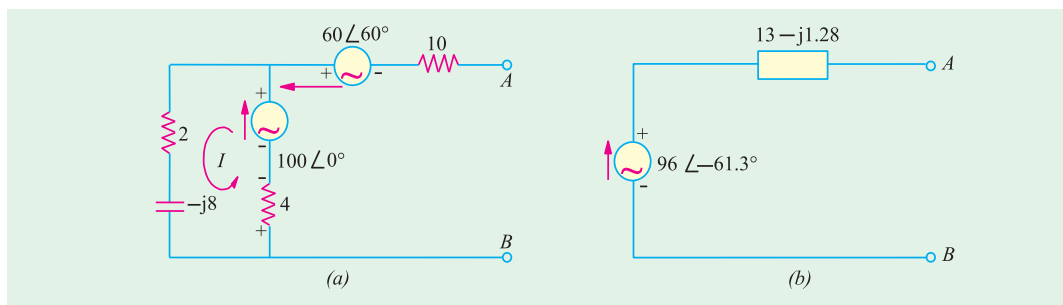 60∠60°
10
+
-
A
+
2
I
-
100∠0°
-
–j8
4
+
B
(a)
13 – j1.28
A
+
96 ∠–61.3°
-
B
(b)